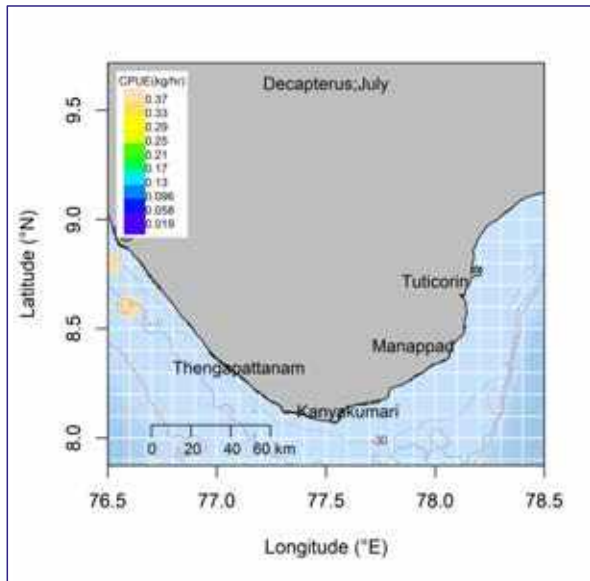 Decapterus;July
CPUE(kg/hr)
0.37
0.33
0.29
0.25
0.21
0.17
0.13
0.096
0.058
0.019
9.5
9.0
8.5
8.0
Latitude (°N)
Tuticorin
Manappad
Thengapattanam
Kanyakumari
-30
0 20 40 60 km
76.5 77.0 77.5 78.0 78.5
Longitude (°E)